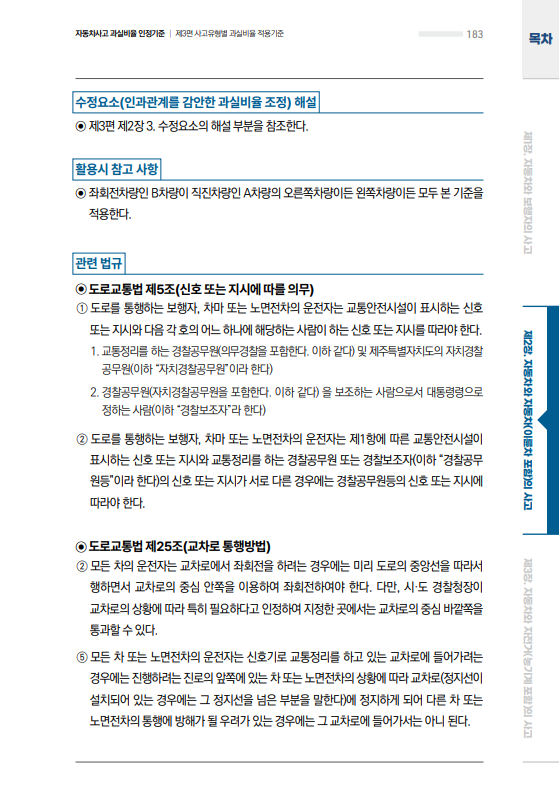 자동차사고 과실비율 인정기준 | 제3편 사고유형별 과실비율 적용기준
183
목차
수정요소(인과관계를 감안한 과실비율 조정) 해설
◉ 제3편 제2장 3. 수정요소의 해설 부분을 참조한다.
활용시 참고 사항
◉ 좌회전차량인 B차량이 직진차량인 A차량의 오른쪽차량이든 왼쪽차량이든 모두 본 기준을
적용한다.
관련 법규
◉ 도로교통법 제5조(신호 또는 지시에 따를 의무)
① 도로를 통행하는 보행자, 차마 또는 노면전차의 운전자는 교통안전시설이 표시하는 신호
또는 지시와 다음 각 호의 어느 하나에 해당하는 사람이 하는 신호 또는 지시를 따라야 한다.
1. 교통정리를 하는 경찰공무원(의무경찰을 포함한다. 이하 같다) 및 제주특별자치도의 자치경찰
공무원(이하 “자치경찰공무원”이라 한다)
2. 경찰공무원(자치경찰공무원을 포함한다. 이하 같다) 을 보조하는 사람으로서 대통령령으로
정하는 사람(이하 “경찰보조자”라 한다)
② 도로를 통행하는 보행자, 차마 또는 노면전차의 운전자는 제1항에 따른 교통안전시설이
표시하는 신호 또는 지시와 교통정리를 하는 경찰공무원 또는 경찰보조자(이하 “경찰공무
원등”이라 한다)의 신호 또는 지시가 서로 다른 경우에는 경찰공무원등의 신호 또는 지시에
따라야 한다.
◉ 도로교통법 제25조(교차로 통행방법)
② 모든 차의 운전자는 교차로에서 좌회전을 하려는 경우에는 미리 도로의 중앙선을 따라서
행하면서 교차로의 중심 안쪽을 이용하여 좌회전하여야 한다. 다만, 시·도 경찰청장이
교차로의 상황에 따라 특히 필요하다고 인정하여 지정한 곳에서는 교차로의 중심 바깥쪽을
통과할 수 있다.
⑤ 모든 차 또는 노면전차의 운전자는 신호기로 교통정리를 하고 있는 교차로에 들어가려는
경우에는 진행하려는 진로의 앞쪽에 있는 차 또는 노면전차의 상황에 따라 교차로(정지선이
설치되어 있는 경우에는 그 정지선을 넘은 부분을 말한다)에 정지하게 되어 다른 차 또는
노면전차의 통행에 방해가 될 우려가 있는 경우에는 그 교차로에 들어가서는 아니 된다.
제1장. 자동차와 보행자의 사고
제2장. 자동차와 자동차(이륜차 포함)의 사고
제3장. 자동차와 자전거(농기계 포함)의 사고